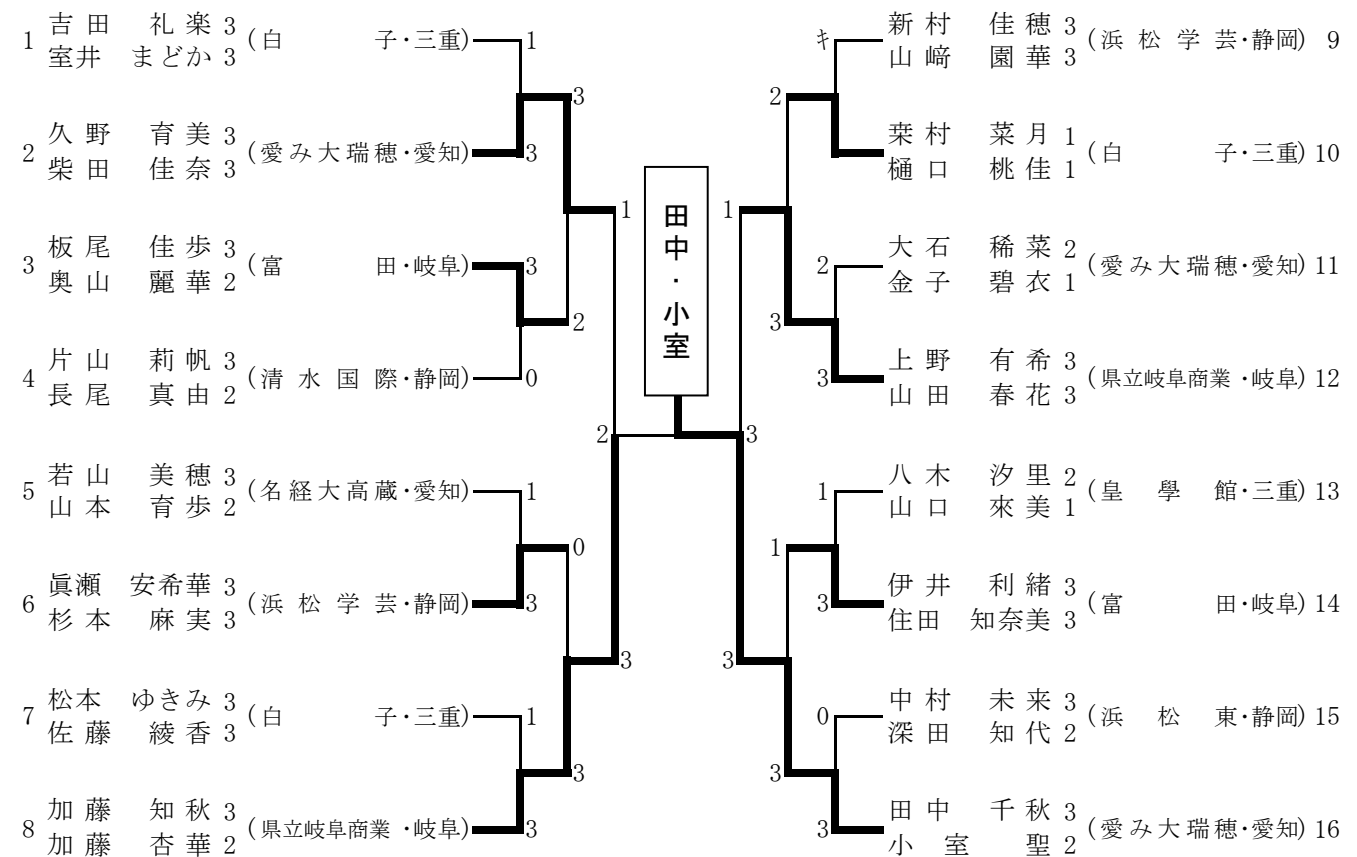 1 吉田 礼楽 3 (白 子・三重) 1
室井 まどか 3
3
2 久野 育美 3 (愛み大瑞穂・愛知) 3
柴田 佳奈 3
1
3 板尾 佳歩 3 (富 田・岐阜) 3
奥山 麗華 2
2
4 片山 莉帆 3 (清水国際・静岡) 0
長尾 真由 2
2
5 若山 美穂 3 (名経大高蔵・愛知) 1
山本 育歩 2
0
6 眞瀬 安希華 3 (浜松学芸・静岡) 3
杉本 麻実 3
3
7 松本 ゆきみ 3 (白 子・三重) 1
佐藤 綾香 3
3
8 加藤 知秋 3 (県立岐阜商業・岐阜) 3
加藤 杏華 2
田中・小室
キ 新村 佳穂 3 (浜松学芸・静岡) 9
山﨑 園華 3
2
桒村 菜月 1 (白 子・三重) 10
樋口 桃佳 1
1
2 大石 稀菜 2 (愛み大瑞穂・愛知) 11
金子 碧衣 1
3
3 上野 有希 3 (県立岐阜商業・岐阜) 12
山田 春花 3
3
1 八木 汐里 2 (皇學館・三重) 13
山口 來美 1
1
3 伊井 利緒 3 (富 田・岐阜) 14
住田 知奈美 3
3
0 中村 未来 3 (浜松東・静岡) 15
深田 知代 2
3
3 田中 千秋 3 (愛み大瑞穂・愛知) 16
小室 聖 2